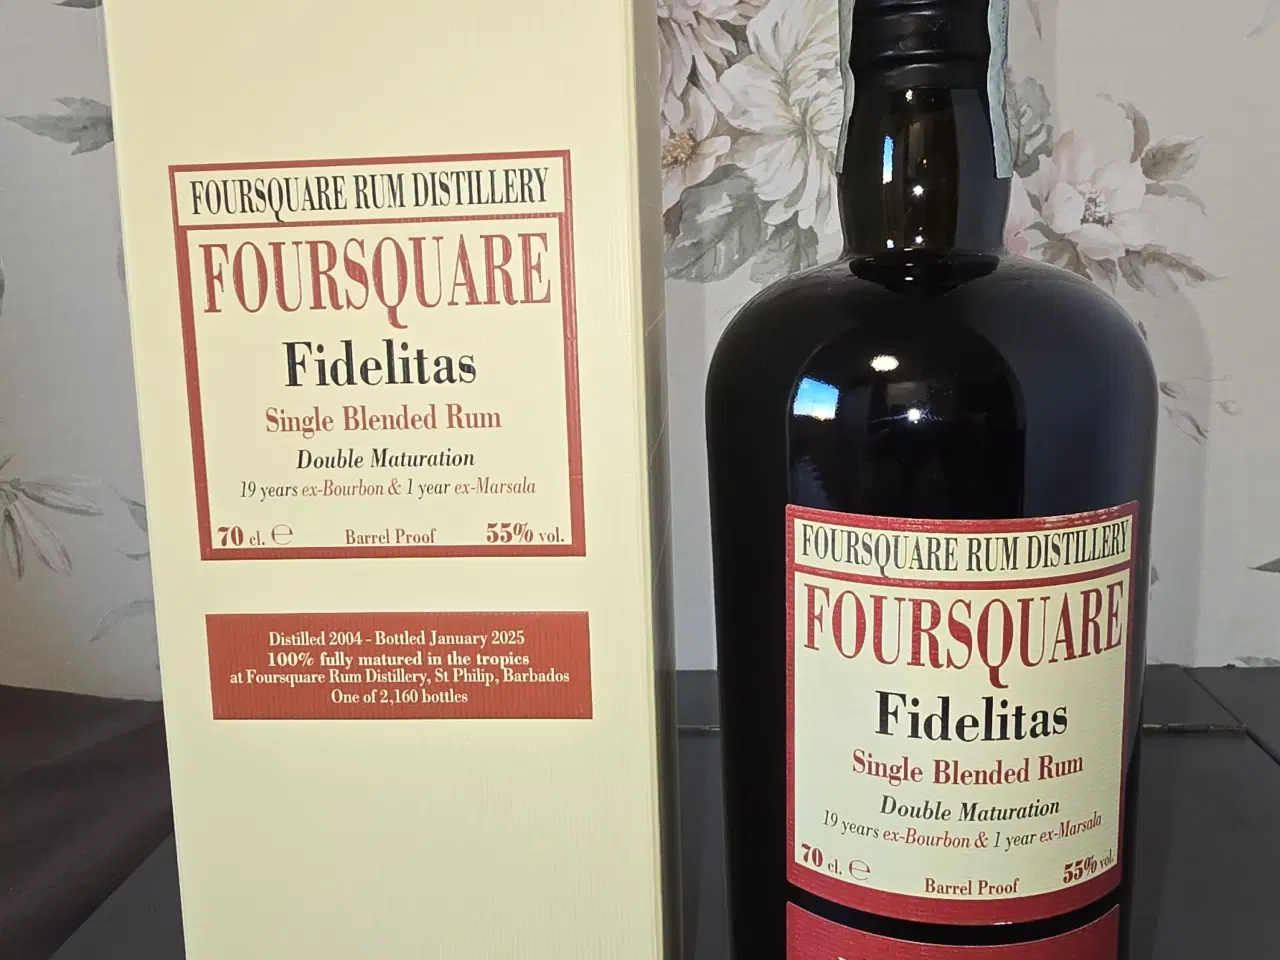 FOURSQUARE RUM DISTILLERY
FOURSQUARE
Fidelitas
Single Blended Rum
Double Maturation
19 years ex-Bourbon & 1 year ex-Marsala
70 cl. ℮ Barrel Proof 55% vol.
Distilled 2004 - Bottled January 2025
100% fully matured in the tropics
at Foursquare Rum Distillery, St Philip, Barbados
One of 2,160 bottles
FOURSQUARE RUM DISTILLERY
FOURSQUARE
Fidelitas
Single Blended Rum
Double Maturation
19 years ex-Bourbon & 1 year ex-Marsala
70 cl. ℮ Barrel Proof 55% vol.